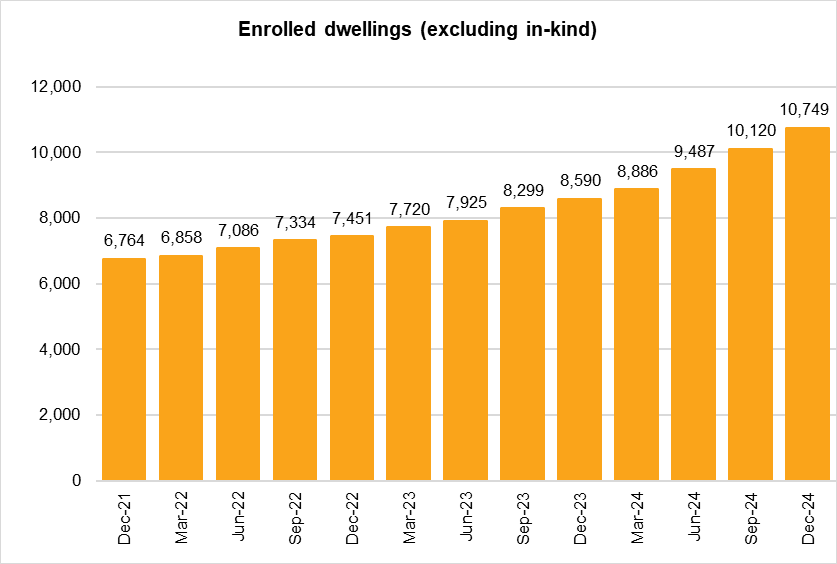 Enrolled dwellings (excluding in-kind)
12,000
10,000
8,000
6,000
4,000
2,000
0
6,764
6,858
7,086
7,334
7,451
7,720
7,925
8,299
8,590
8,886
9,487
10,120
10,749
Dec-21
Mar-22
Jun-22
Sep-22
Dec-22
Mar-23
Jun-23
Sep-23
Dec-23
Mar-24
Jun-24
Sep-24
Dec-24